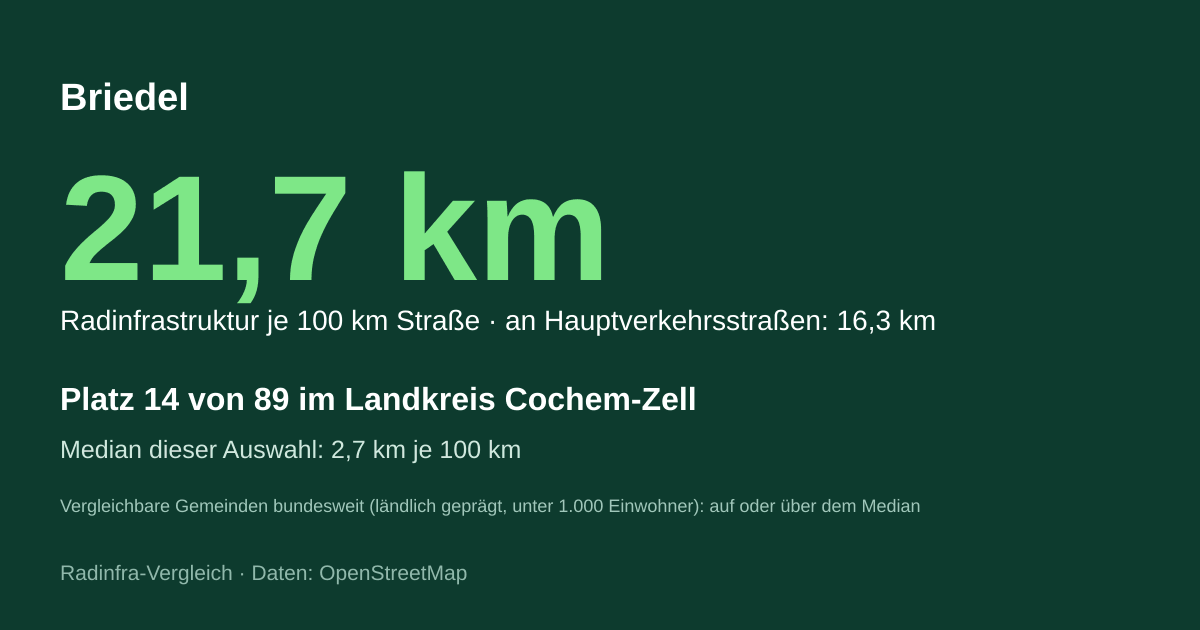 Briedel
21,7 km
Radinfrastruktur je 100 km Straße · an Hauptverkehrsstraßen: 16,3 km
Platz 14 von 89 im Landkreis Cochem-Zell
Median dieser Auswahl: 2,7 km je 100 km
Vergleichbare Gemeinden bundesweit (ländlich geprägt, unter 1.000 Einwohner): auf oder über dem Median
Radinfra-Vergleich · Daten: OpenStreetMap